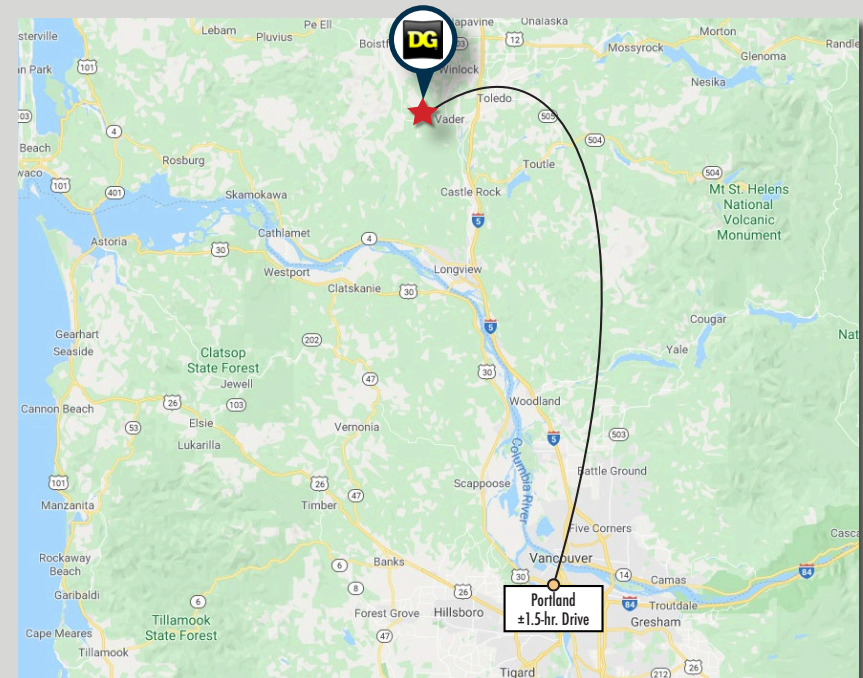 Pe Ell
Onalaska
Lebam
Pluvius
12
Morton
Mossyrock
Glenoma
DG
Winlock
101
Nesika
Toledo
Vader
505
4
504
Rosburg
Toutle
504
101
401
Skamokawa
Castle Rock
Mt St. Helens
National
Volcanic
Monument
5
Cathlamet
4
Astoria
30
Westport
Longview
Clatskanie
30
Cougar
5
Gearhart
Seaside
202
Yale
Clatsop
State Forest
Jewell
47
30
26
103
Woodland
Cannon Beach
53
Elsie
Vernonia
503
5
Lukarilla
Columbia River
Battle Ground
101
26
Scappoose
47
Manzanita
Timber
Five Corners
Rockaway
Beach
6
Banks
Vancouver
84
30
14
Camas
Garibaldi
8
26
Portland
±1.5-hr. Drive
84
Troutdale
6
Forest Grove
Hillsboro
Gresham
Tillamook
State Forest
Cape Meares
47
Tillamook
26
Tigard
212